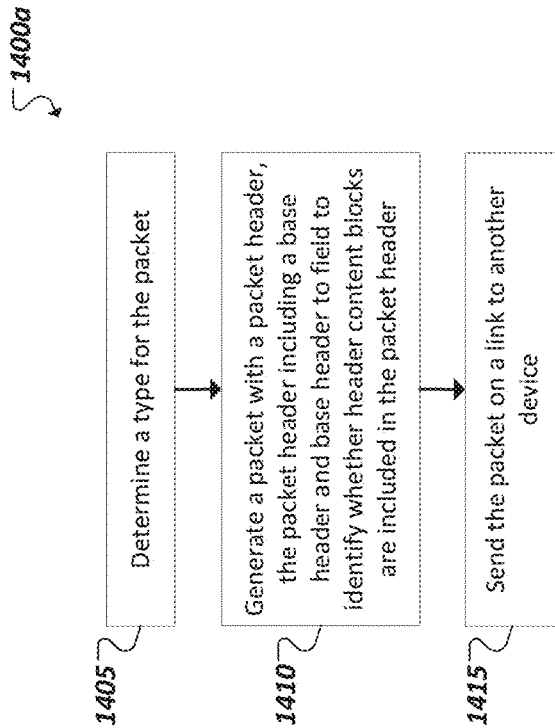 1400a
1405
Determine a type for the packet
1410
Generate a packet with a packet header,
the packet header including a base
header and base header to field to
identify whether header content blocks
are included in the packet header
1415
Send the packet on a link to another
device